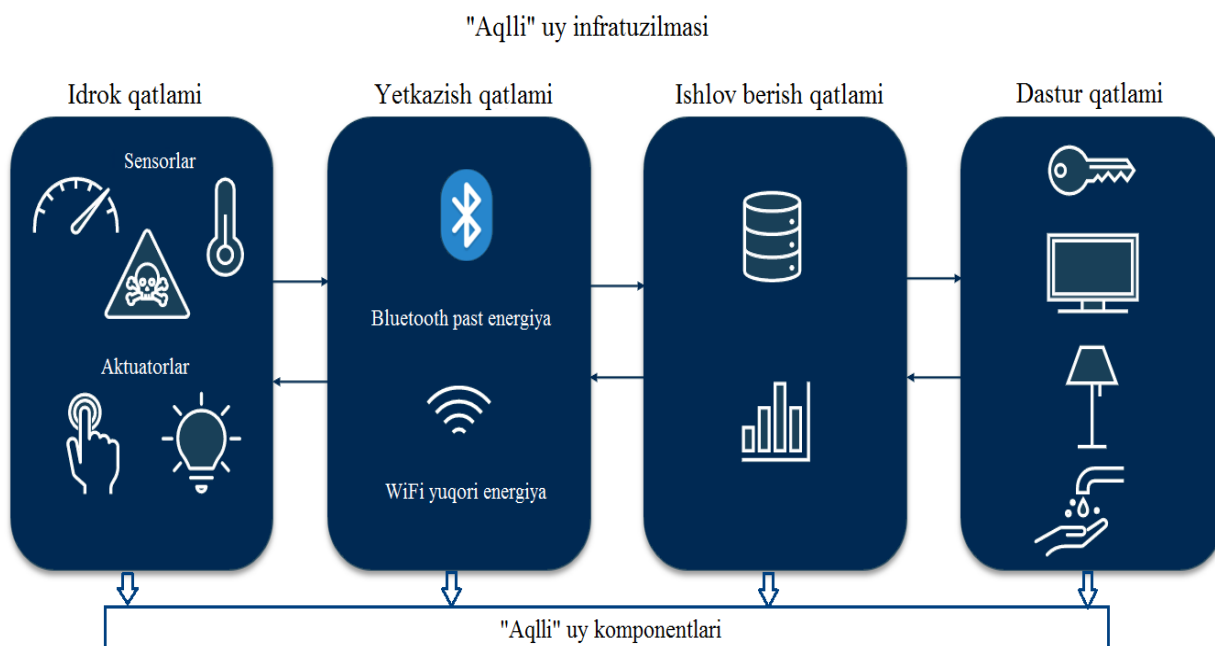 "Aqlli" uy infratuzilmasi
Idrok qatlami
Yetkazish qatlami
Ishlov berish qatlami
Dastur qatlami
Sensorlar
Aktuatorlar
Bluetooth past energiya
WiFi yuqori energiya
"Aqlli" uy komponentlari